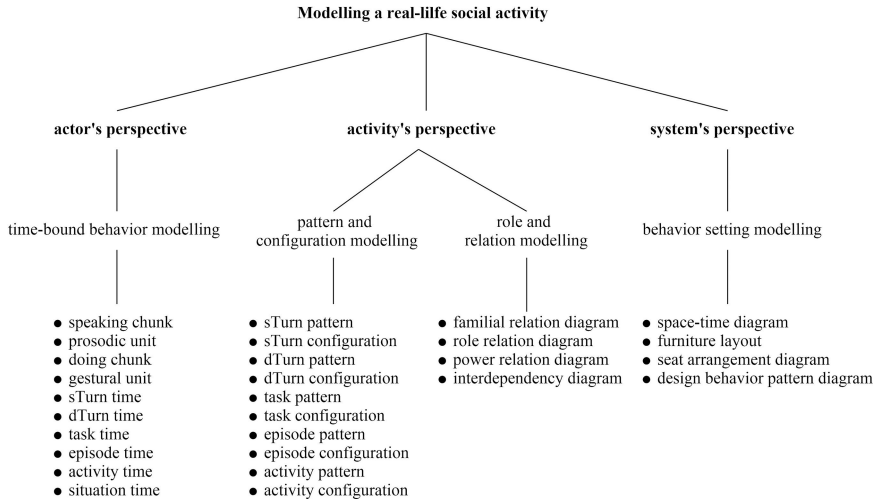 Modelling a real-lilfe social activity
actor's perspective
activity's perspective
system's perspective
time-bound behavior modelling
pattern and
configuration modelling
role and
relation modelling
behavior setting modelling
● speaking chunk
● prosodic unit
● doing chunk
● gestural unit
● sTurn time
● dTurn time
● task time
● episode time
● activity time
● situation time
● sTurn pattern
● sTurn configuration
● dTurn pattern
● dTurn configuration
● task pattern
● task configuration
● episode pattern
● episode configuration
● activity pattern
● activity configuration
● familial relation diagram
● role relation diagram
● power relation diagram
● interdependency diagram
● space-time diagram
● furniture layout
● seat arrangement diagram
● design behavior pattern diagram